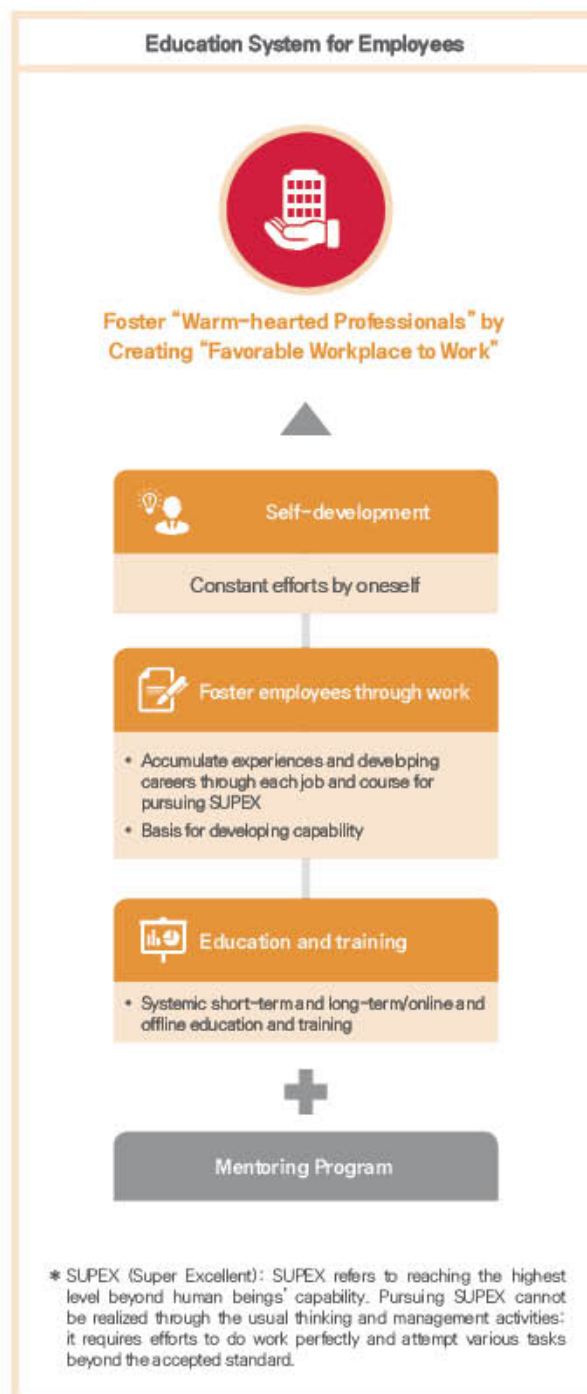 Education System for Employees
Foster “Warm-hearted Professionals” by
Creating “Favorable Workplace to Work”
Self-development
Constant efforts by oneself
Foster employees through work
• Accumulate experiences and developing
careers through each job and course for
pursuing SUPEX
• Basis for developing capability
Education and training
• Systemic short-term and long-term/online and
offline education and training
Mentoring Program
* SUPEX (Super Excellent): SUPEX refers to reaching the highest
level beyond human beings’ capability. Pursuing SUPEX cannot
be realized through the usual thinking and management activities:
it requires efforts to do work perfectly and attempt various tasks
beyond the accepted standard.